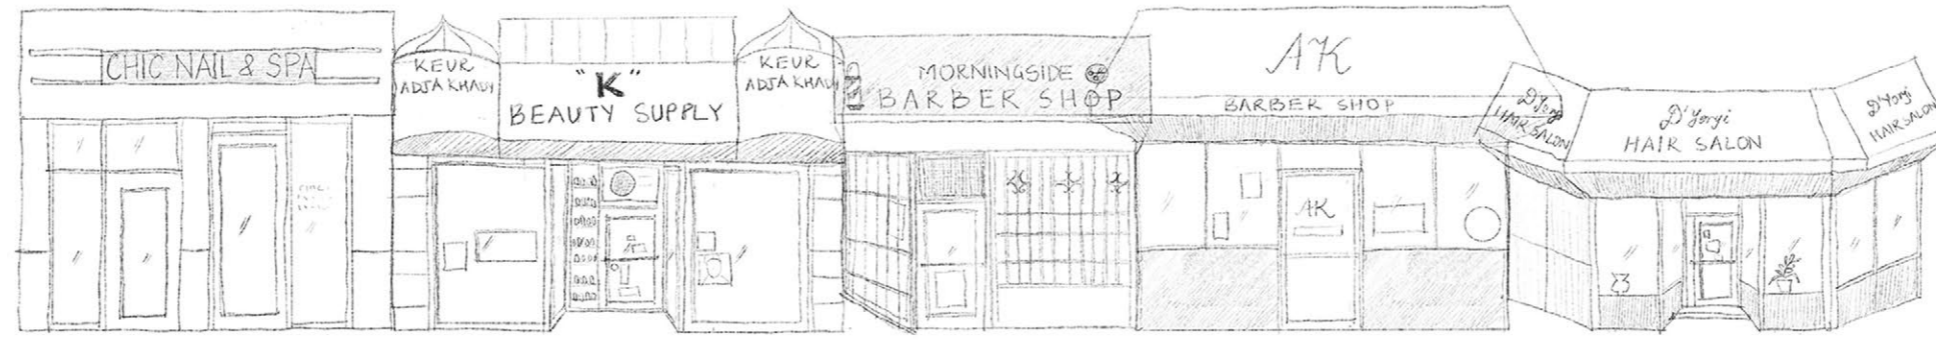 CHIC NAIL & SPA
KEUR
ADJA KHADY
"K"
BEAUTY SUPPLY
KEUR
ADJA KHADY
MORNINGSIDE
BARBER SHOP
AK
BARBER SHOP
AK
D'Yorgi
HAIR SALON
D'Yorgi
HAIR SALON
D'Yorgi
HAIR SALON